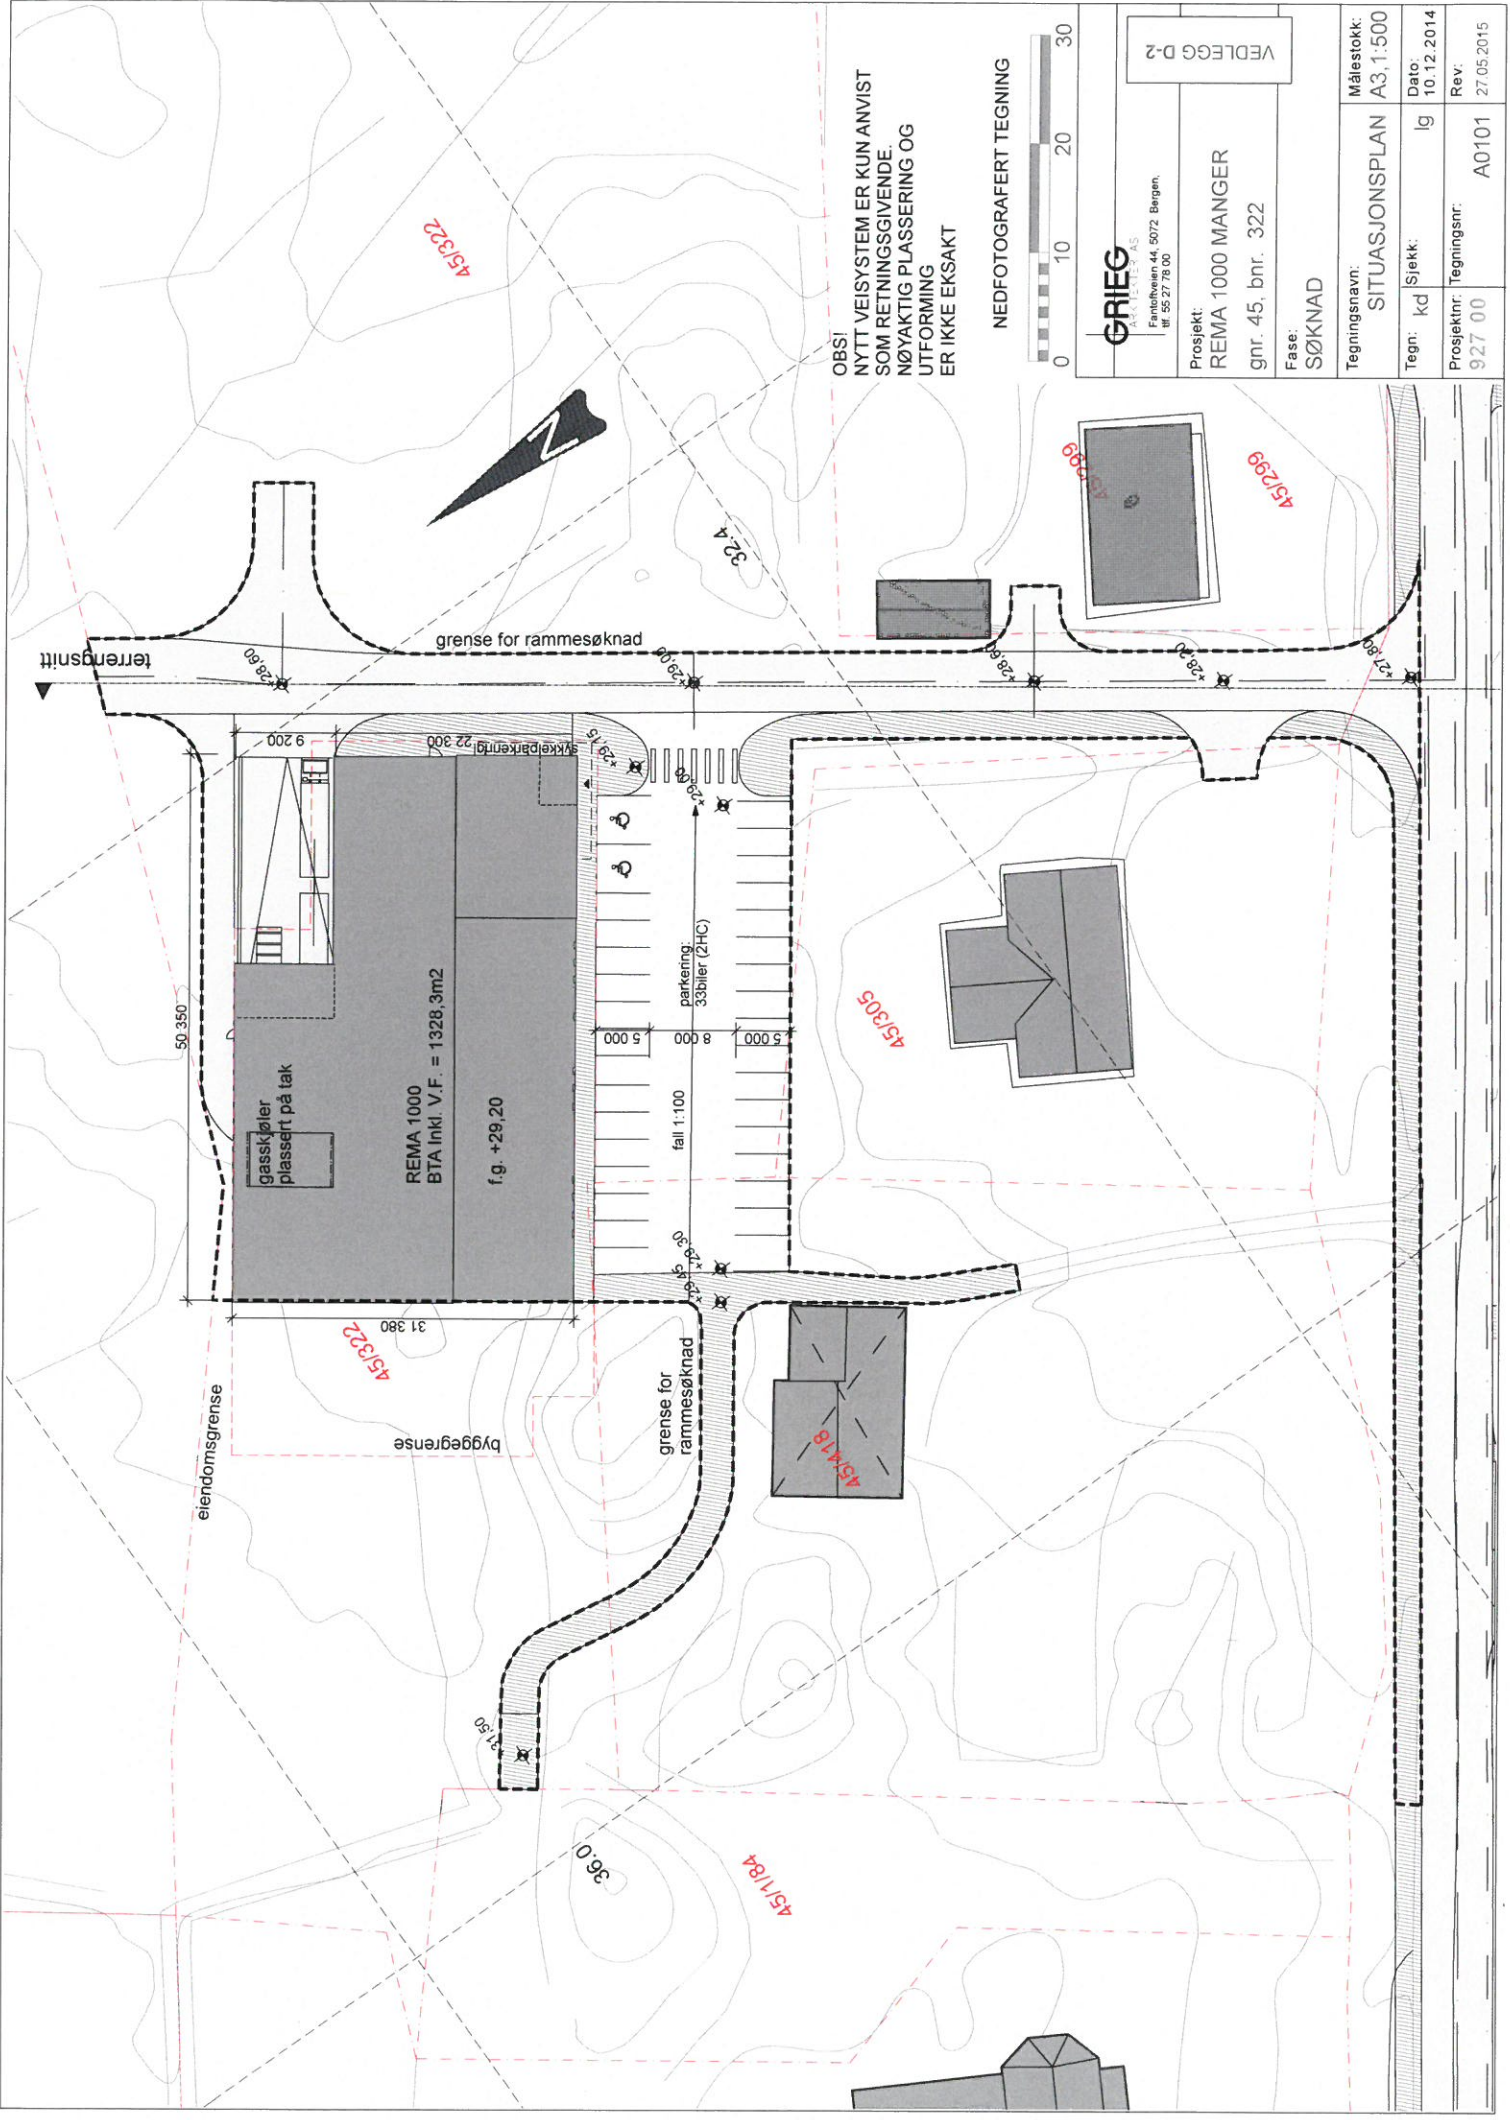 terrengsnitt
grense for rammesøknad
45/322
+28,60
+29,00
+28,60
+28,20
+27,80
32.4
N
9 200
22 300
sykkelparkering
+29,15
+29,00
50 350
gasskjøler
plassert på tak
REMA 1000
BTA Inkl. V.F. = 1328,3m2
f.g. +29,20
parkering:
33biler (2HC)
5 000
8 000
5 000
fall 1:100
+29,45
+29,30
31 380
45/322
eiendomsgrense
byggegrense
grense for
rammesøknad
45/305
45/299
45/299
45/418
31,50
36.0
45/1/84
OBS!
NYTT VEISYSTEM ER KUN ANVIST
SOM RETNINGSGIVENDE.
NØYAKTIG PLASSERING OG
UTFORMING
ER IKKE EKSAKT
NEDFOTOGRAFERT TEGNING
0 10 20 30
GRIEG
ARKITEKTER AS
Fantoftveien 44, 5072 Bergen,
tlf. 55 27 78 00
VEDLEGG D-2
Prosjekt:
REMA 1000 MANGER
gnr. 45, bnr. 322
Fase:
SØKNAD
Tegningsnavn:
SITUASJONSPLAN
Målestokk:
A3,1:500
Tegn: kd
Sjekk: lg
Dato:
10.12.2014
Prosjektnr:
927 00
Tegningsnr:
A0101
Rev:
27.05.2015